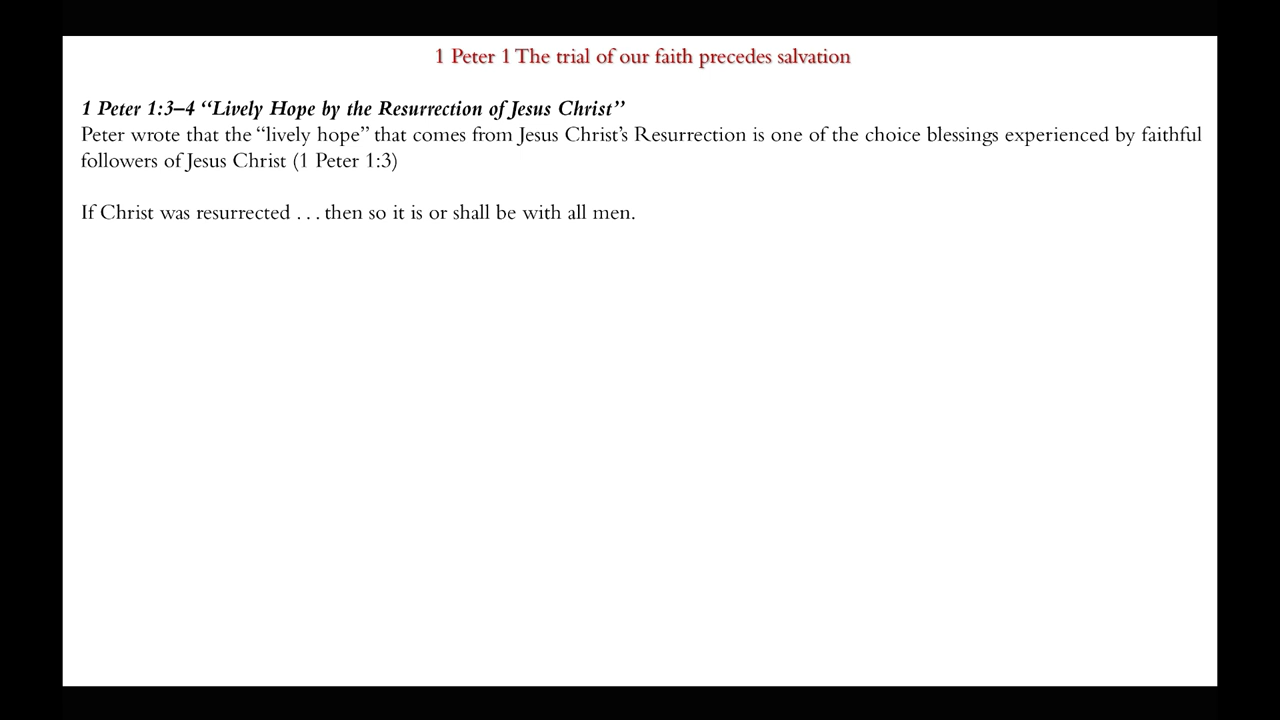 1 Peter 1 The trial of our faith precedes salvation
1 Peter 1:3–4 “Lively Hope by the Resurrection of Jesus Christ”
Peter wrote that the “lively hope” that comes from Jesus Christ’s Resurrection is one of the choice blessings experienced by faithful
followers of Jesus Christ (1 Peter 1:3)
If Christ was resurrected . . . then so it is or shall be with all men.